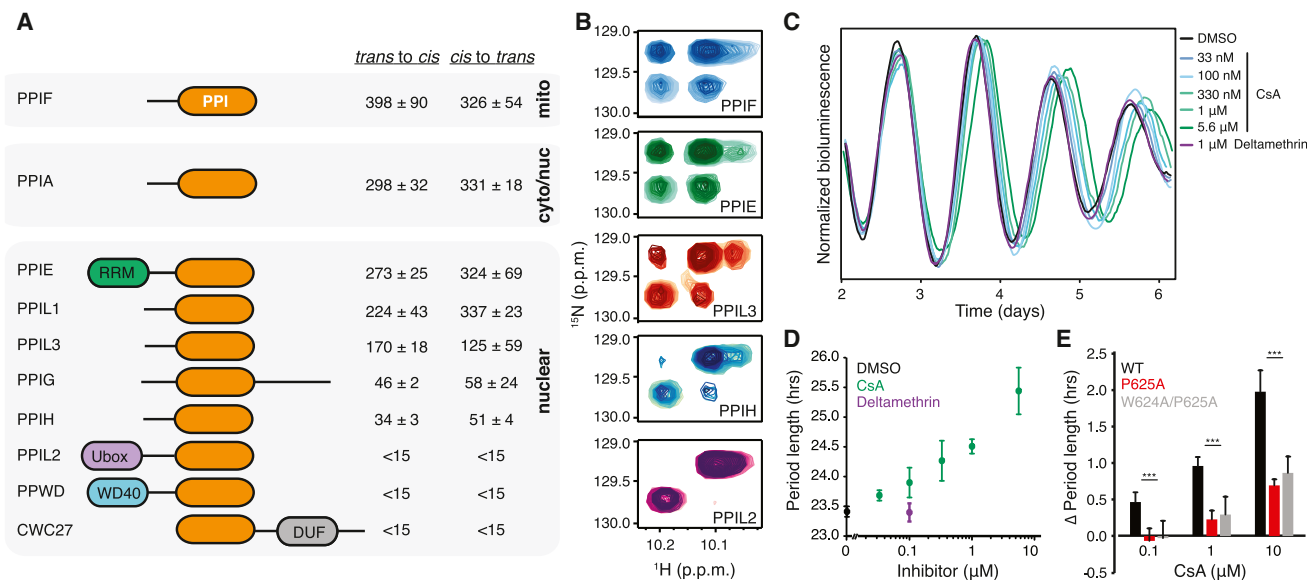 A
trans to cis cis to trans
PPIF PPI 398 ± 90 326 ± 54 mito
PPIA 298 ± 32 331 ± 18 cyto/nuc
PPIE RRM 273 ± 25 324 ± 69
PPIL1 224 ± 43 337 ± 23
PPIL3 170 ± 18 125 ± 59
PPIG 46 ± 2 58 ± 24
PPIH 34 ± 3 51 ± 4
PPIL2 Ubox <15 <15
PPWD WD40 <15 <15
CWC27 DUF <15 <15
nuclear
B
129.0
129.5
130.0
PPIF
129.0
129.5
130.0
PPIE
129.0
129.5
130.0
PPIL3
129.0
129.5
130.0
PPIH
129.0
129.5
130.0
PPIL2
10.2 10.1
¹⁵N (p.p.m.)
¹H (p.p.m.)
C
Normalized bioluminescence
2 3 4 5 6
Time (days)
DMSO
33 nM
100 nM
330 nM
1 µM
5.6 µM
CsA
1 µM Deltamethrin
D
Period length (hrs)
26.0
25.5
25.0
24.5
24.0
23.5
23.0
DMSO
CsA
Deltamethrin
0 0.1 1 10
Inhibitor (µM)
E
Δ Period length (hrs)
2.5
2.0
1.5
1.0
0.5
0.0
-0.5
WT
P625A
W624A/P625A
***
***
***
0.1 1 10
CsA (µM)